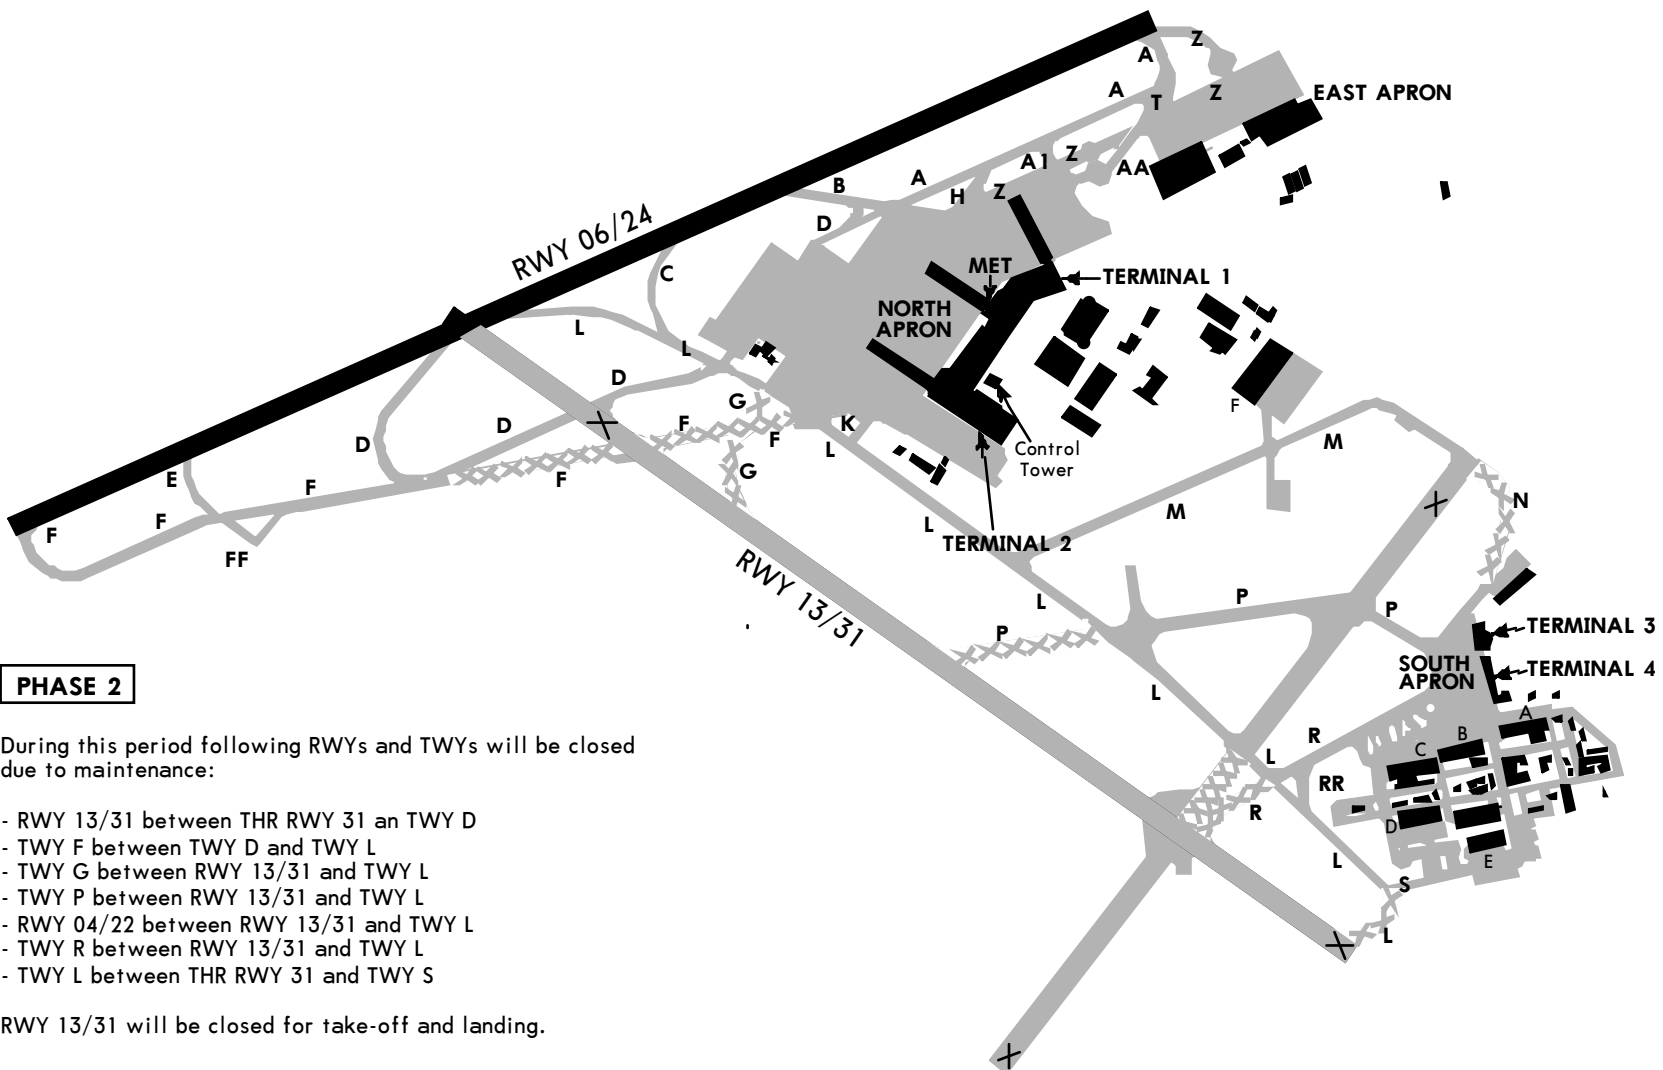 Z
A
A
Z
EAST APRON
T
A1
Z
AA
B
A
H
Z
D
RWY 06/24
C
MET
TERMINAL 1
NORTH
APRON
L
L
D
G
F
F
K
L
F
Control
Tower
M
D
D
G
E
F
F
N
F
F
M
L
FF
TERMINAL 2
RWY 13/31
L
P
P
P
TERMINAL 3
SOUTH
APRON
TERMINAL 4
PHASE 2
L
A
R
B
C
L
During this period following RWYs and TWYs will be closed
due to maintenance:
RR
R
D
- RWY 13/31 between THR RWY 31 an TWY D
- TWY F between TWY D and TWY L
- TWY G between RWY 13/31 and TWY L
- TWY P between RWY 13/31 and TWY L
- RWY 04/22 between RWY 13/31 and TWY L
- TWY R between RWY 13/31 and TWY L
- TWY L between THR RWY 31 and TWY S
L
E
S
L
RWY 13/31 will be closed for take-off and landing.